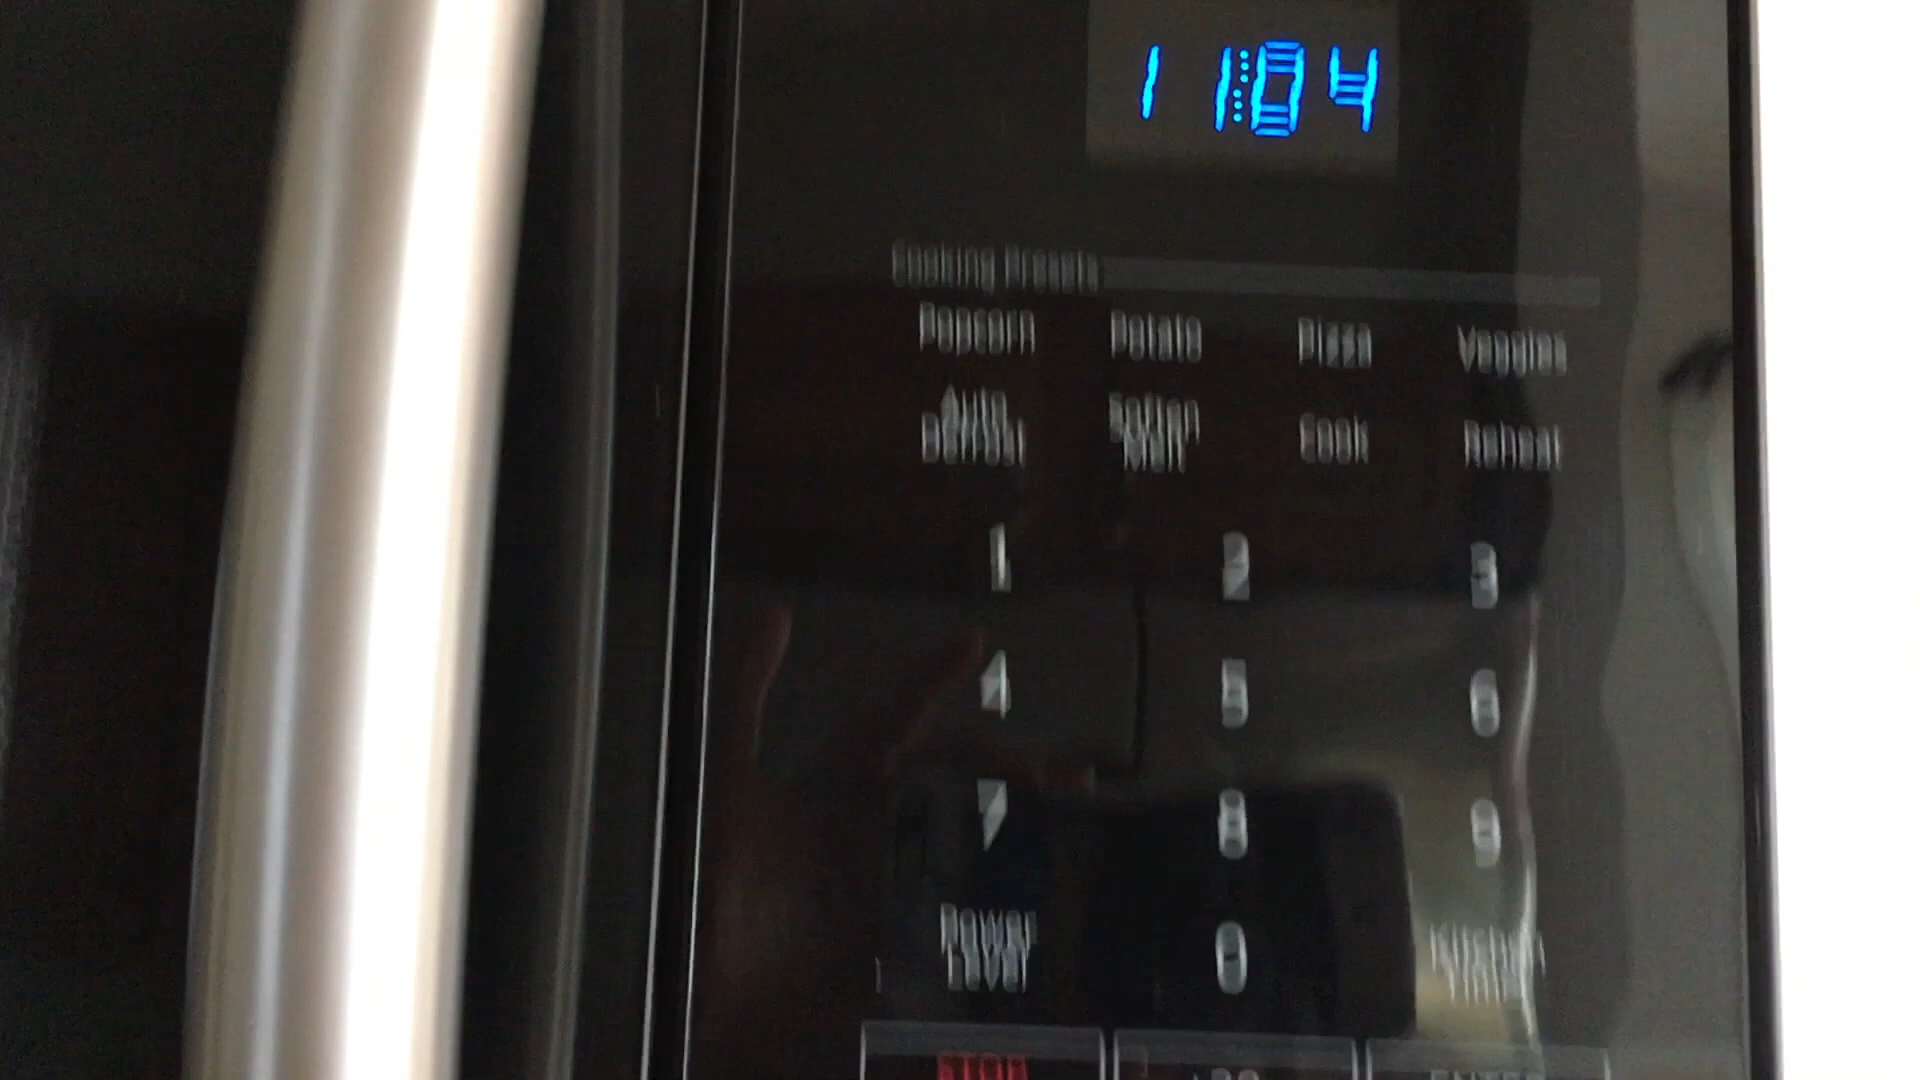 11:04
Cooking Presets
Popcorn Potato Pizza Veggies
Auto Defrost Soften Melt Cook Reheat
1 2 3
4 5 6
7 8 9
Power Level 0 Kitchen Timer
STOP